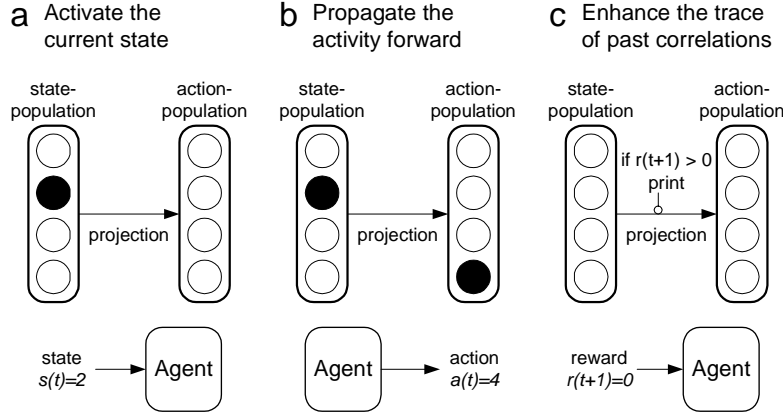 a Activate the
current state
state-
population
action-
population
projection
state
s(t)=2
Agent
b Propagate the
activity forward
state-
population
action-
population
projection
Agent
action
a(t)=4
c Enhance the trace
of past correlations
state-
population
action-
population
if r(t+1) > 0
print
projection
reward
r(t+1)=0
Agent